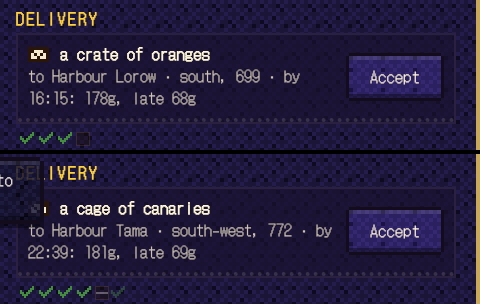 DELIVERY
a crate of oranges
to Harbour Lorow · south, 699 · by
16:15: 178g, late 68g
Accept
to
DELIVERY
a cage of canaries
to Harbour Tama · south-west, 772 · by
22:39: 181g, late 69g
Accept